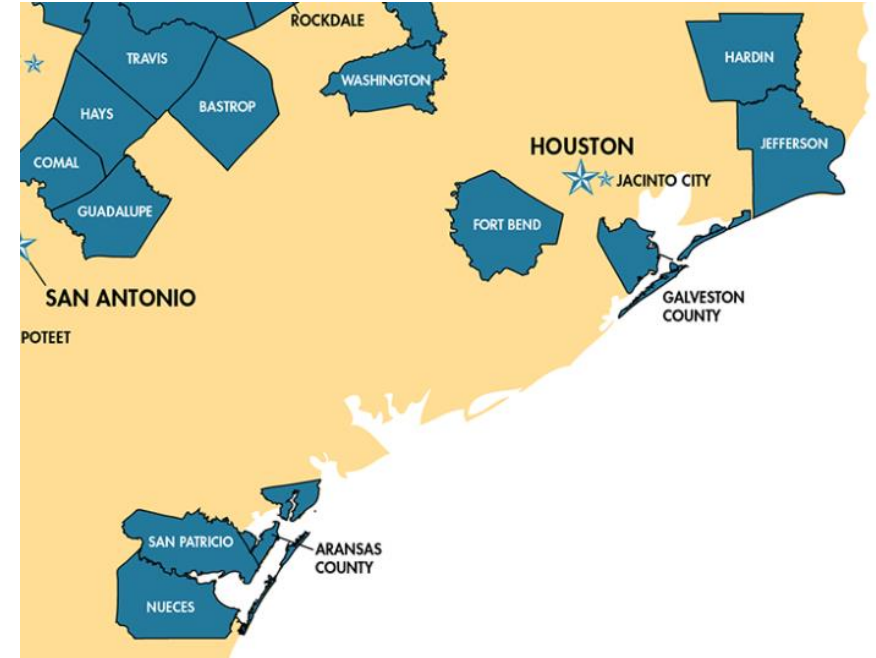 ROCKDALE
TRAVIS
HARDIN
WASHINGTON
BASTROP
HAYS
HOUSTON
JEFFERSON
COMAL
JACINTO CITY
GUADALUPE
FORT BEND
SAN ANTONIO
GALVESTON
COUNTY
POTEET
SAN PATRICIO
ARANSAS
COUNTY
NUECES